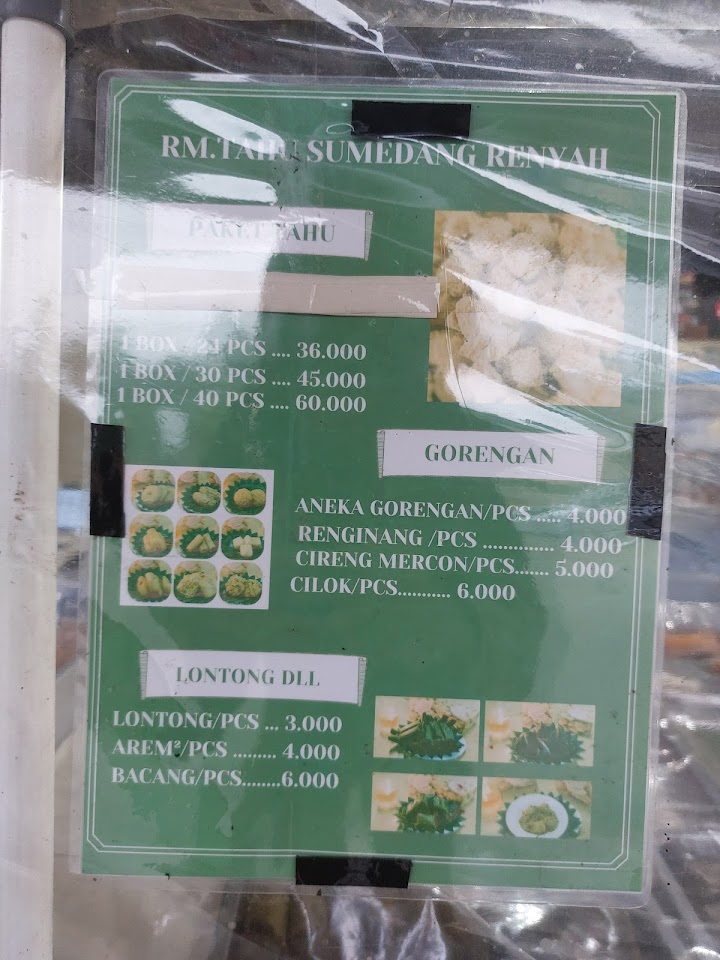 RM.TAHU SUMEDANG RENYAH
PAKET TAHU
1 BOX / 24 PCS .... 36.000
1 BOX / 30 PCS .... 45.000
1 BOX / 40 PCS .... 60.000
GORENGAN
ANEKA GORENGAN/PCS ..... 4.000
RENGINANG /PCS .............. 4.000
CIRENG MERCON/PCS....... 5.000
CILOK/PCS........... 6.000
LONTONG DLL
LONTONG/PCS ... 3.000
AREM²/PCS ......... 4.000
BACANG/PCS........6.000